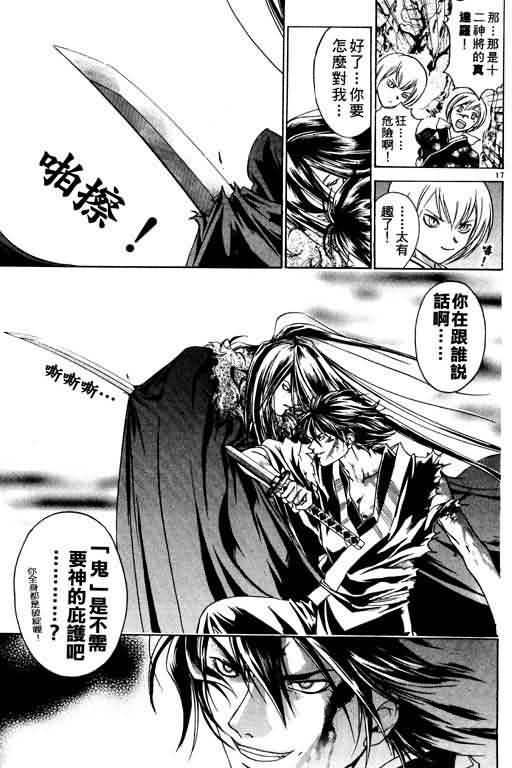 那…那是十
二神將的真
達羅！
狂…
危險啊！
17
好了…你要
怎麼對我…
啪擦！
……太有
趣了！
你在跟誰說
話啊……
嘶嘶嘶…
「鬼」是不需
要神的庇護吧
……………？
你全身都是破綻喔！